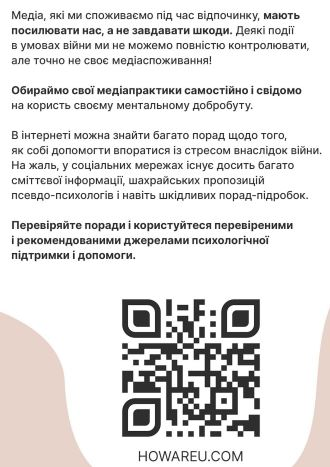 Медіа, які ми споживаємо під час відпочинку, мають
посилювати нас, а не завдавати шкоди. Деякі події
в умовах війни ми не можемо повністю контролювати,
але точно не своє медіаспоживання!
Обираймо свої медіапрактики самостійно і свідомо
на користь своєму ментальному добробуту.
В інтернеті можна знайти багато порад щодо того,
як собі допомогти впоратися із стресом внаслідок війни.
На жаль, у соціальних мережах існує досить багато
сміттєвої інформації, шахрайських пропозицій
псевдо-психологів і навіть шкідливих порад-підробок.
Перевіряйте поради і користуйтеся перевіреними
і рекомендованими джерелами психологічної
підтримки і допомоги.
HOWAREU.COM